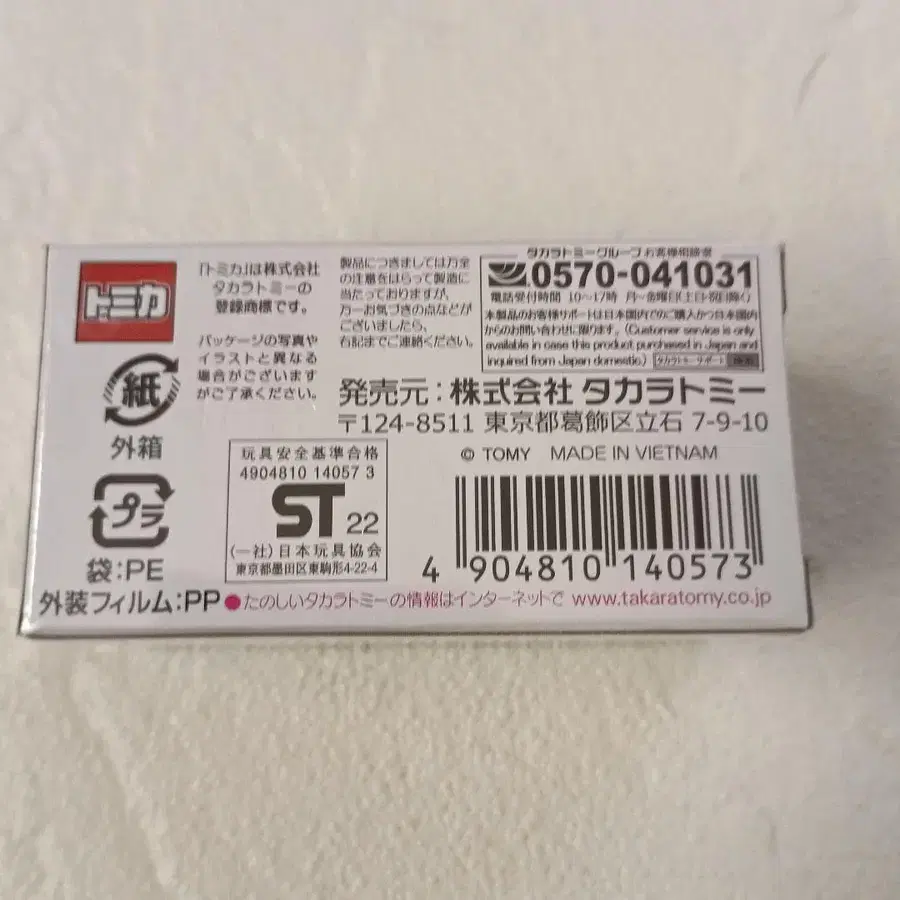 トミカ
「トミカ」は株式会社
タカラトミーの
登録商標です。
パッケージの写真や
イラストと異なる
場合がございます
がご了承ください。
製品につきましては万全
の注意をはらって製造に
当たっておりますが、
万一お気づきの点などが
ございましたら、
右記までご連絡ください。
タカラトミーグループ お客様相談室
0570-041031
電話受付時間 10～17時 月～金曜日(土・日・祝日除く)
本製品のお客様サポートは日本国内でのご購入かつ日本国内
からのお問い合わせに限ります。(Customer service is only
available in case this product purchased in Japan and
inquired from Japan domestic.)
タカラトミー サポート
発売元：株式会社 タカラトミー
〒124-8511 東京都葛飾区立石 7-9-10
© TOMY MADE IN VIETNAM
紙
外箱
プラ
袋：PE
外装フィルム：PP
玩具安全基準合格
4904810 14057 3
ST 22
(一社)日本玩具協会
東京都墨田区東駒形4-22-4
4 904810 140573
●たのしいタカラトミーの情報はインターネットで www.takaratomy.co.jp